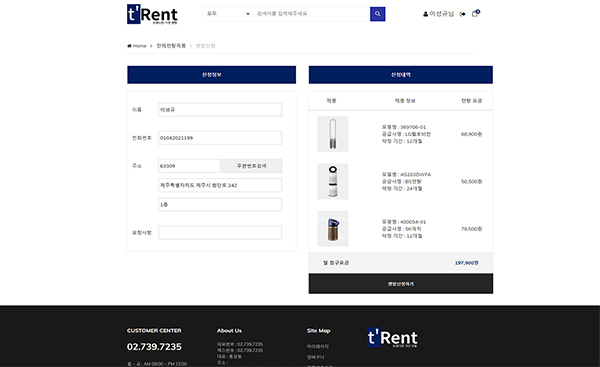 t'Rent
모두
검색어를 입력해주세요
이성규님
0
Home > 전체렌탈제품 > 렌탈신청
신청정보
이름
이성규
전화번호
01042021199
주소
63309
우편번호검색
제주특별자치도 제주시 첨단로 242
1층
요청사항
신청내역
제품
제품 정보
렌탈 요금
모델명 : 369706-01
공급사명 : LG헬로비전
약정 기간 : 12개월
68,900원
모델명 : AS283DWFA
공급사명 : BS렌탈
약정 기간 : 24개월
50,500원
모델명 : 400054-01
공급사명 : SK매직
약정 기간 : 12개월
78,500원
월 청구요금
197,900원
렌탈신청하기
CUSTOMER CENTER
02.739.7235
월 - 금 : AM 09:00 ~ PM 22:00
About Us
대표번호 : 02.739.7235
팩스번호 : 02.739.7235
대표 : 홍길동
주소 :
Site Map
마이페이지
장바구니
t'Rent